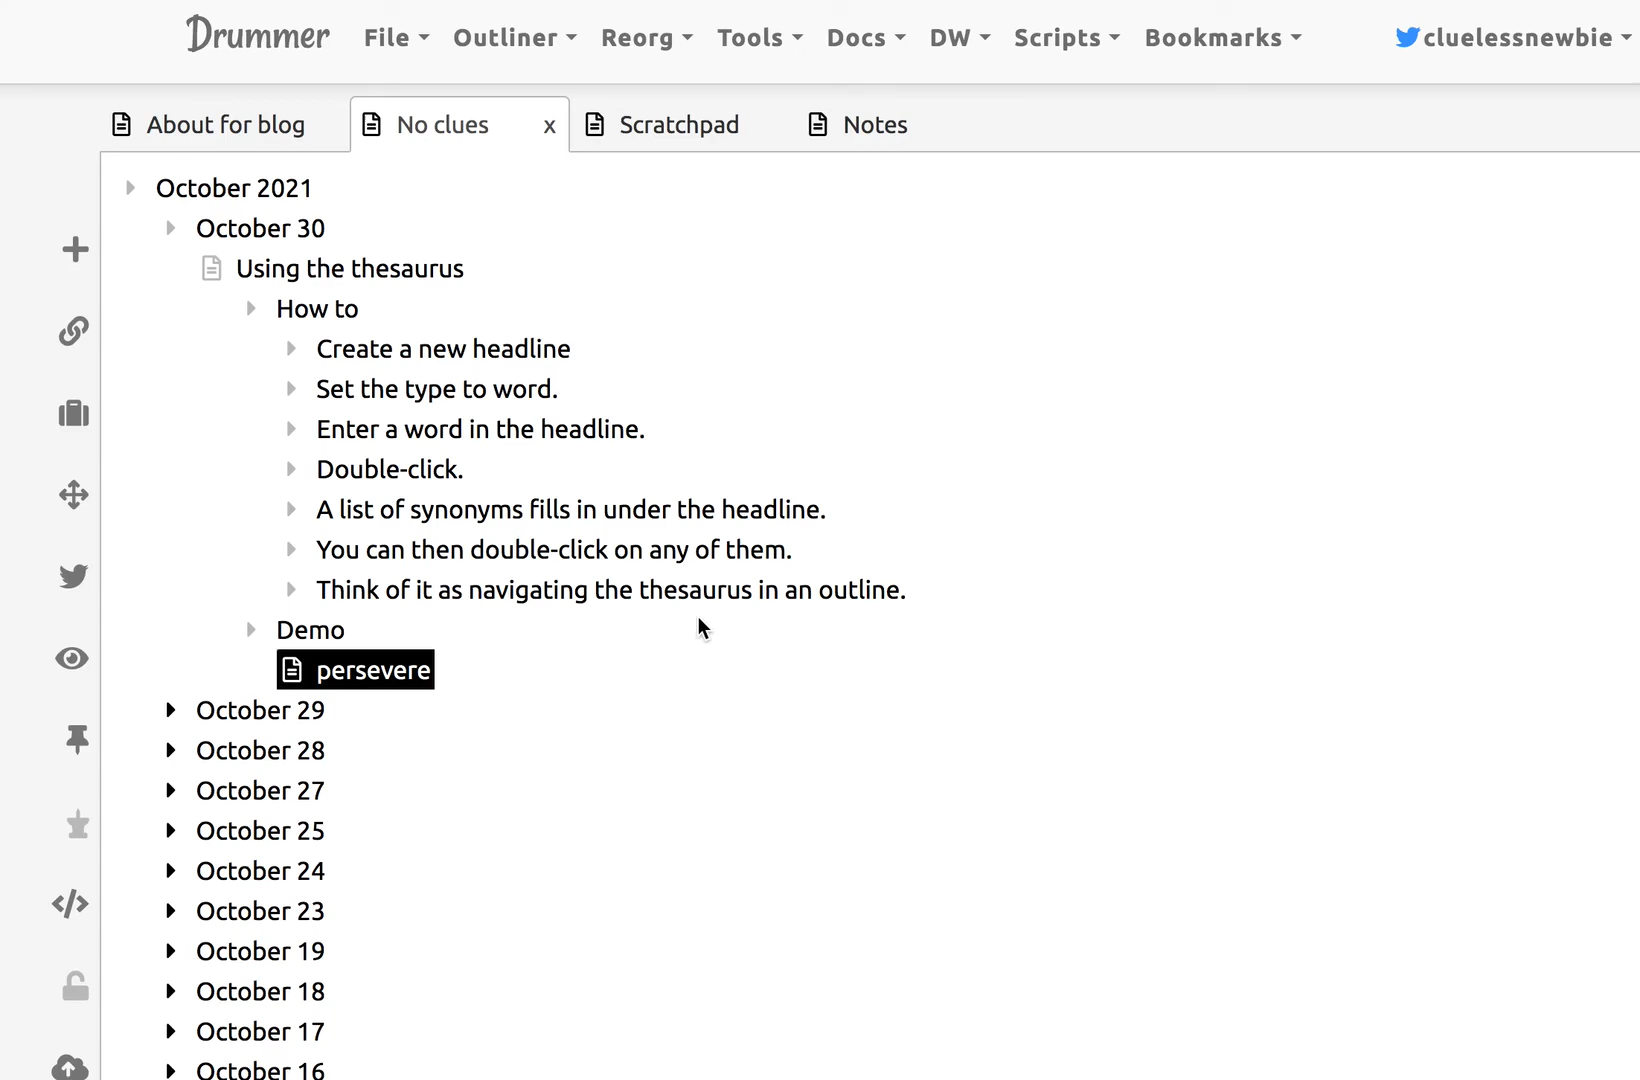 Drummer File Outliner Reorg Tools Docs DW Scripts Bookmarks cluelessnewbie
About for blog No clues x Scratchpad Notes
October 2021
October 30
Using the thesaurus
How to
Create a new headline
Set the type to word.
Enter a word in the headline.
Double-click.
A list of synonyms fills in under the headline.
You can then double-click on any of them.
Think of it as navigating the thesaurus in an outline.
Demo
persevere
October 29
October 28
October 27
October 25
October 24
October 23
October 19
October 18
October 17
October 16